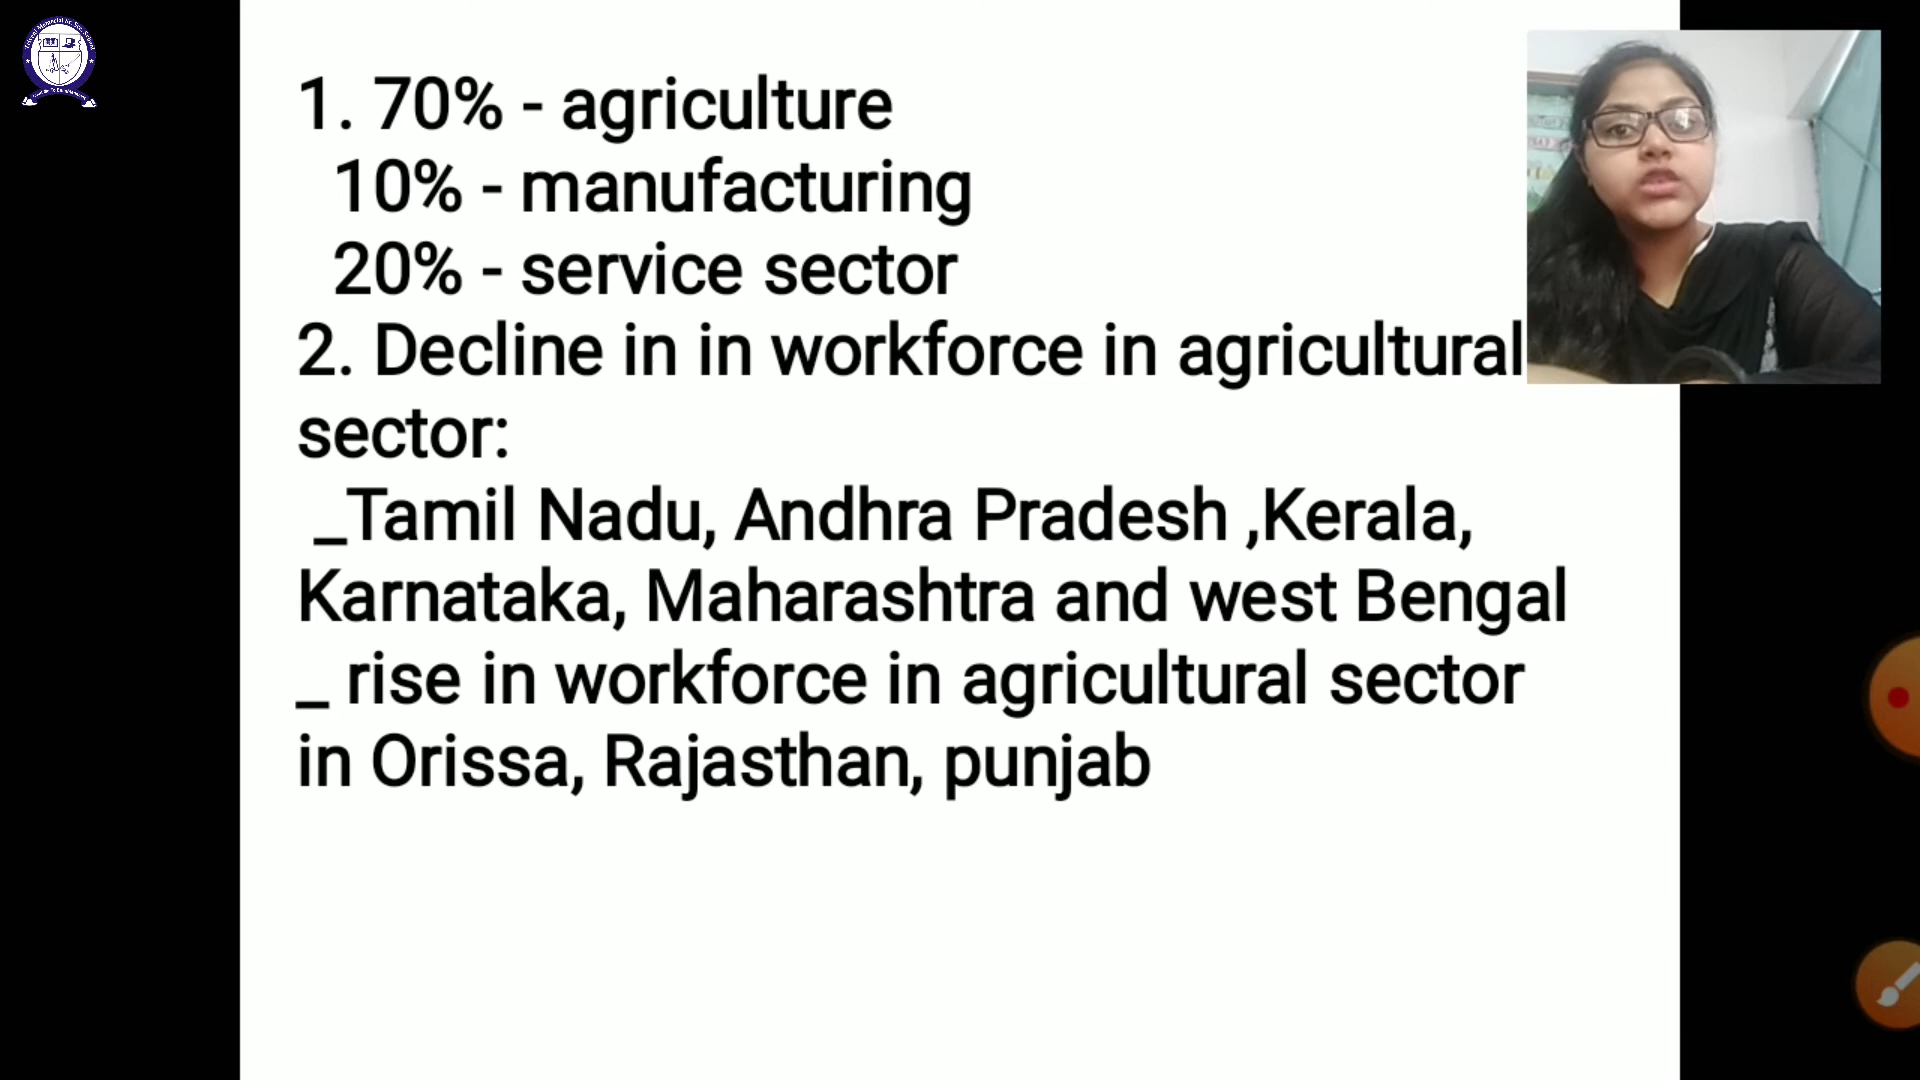 1. 70% - agriculture
10% - manufacturing
20% - service sector
2. Decline in in workforce in agricultural
sector:
_Tamil Nadu, Andhra Pradesh ,Kerala,
Karnataka, Maharashtra and west Bengal
_ rise in workforce in agricultural sector
in Orissa, Rajasthan, punjab